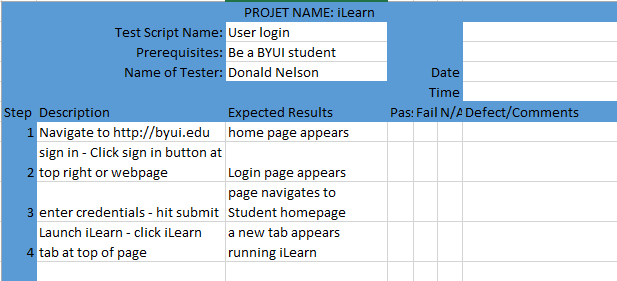 PROJET NAME: iLearn
Test Script Name: User login
Prerequisites: Be a BYUI student
Name of Tester: Donald Nelson Date
Time
Step Description Expected Results Pas Fail N/A Defect/Comments
1 Navigate to http://byui.edu home page appears
sign in - Click sign in button at
2 top right or webpage Login page appears
page navigates to
3 enter credentials - hit submit Student homepage
Launch iLearn - click iLearn a new tab appears
4 tab at top of page running iLearn